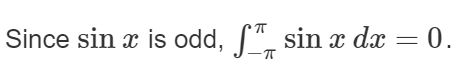 Since sin x is odd, ∫_{-π}^{π} sin x dx = 0.